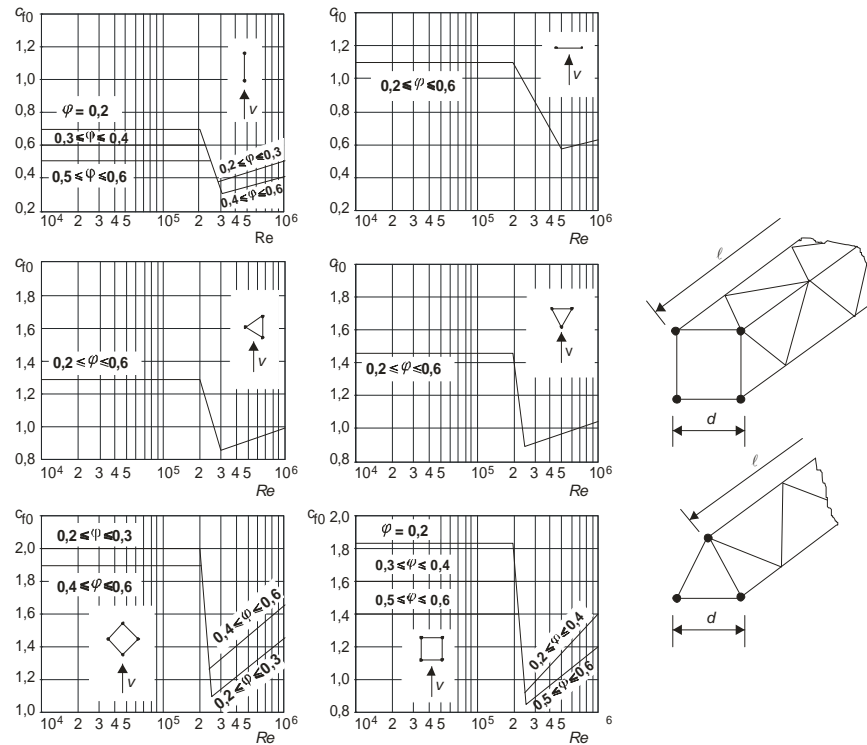 cf0
1,2
1,0
0,8
0,6
0,4
0,2
φ = 0,2
0,3 ≤ φ ≤ 0,4
0,5 ≤ φ ≤ 0,6
0,2 ≤ φ ≤ 0,3
0,4 ≤ φ ≤ 0,6
v
10⁴ 2 3 4 5 10⁵ 2 3 4 5 10⁶
Re
cf0
1,2
1,0
0,8
0,6
0,4
0,2
0,2 ≤ φ ≤ 0,6
v
10⁴ 2 3 4 5 10⁵ 2 3 4 5 10⁶
Re
cf0
1,8
1,6
1,4
1,2
1,0
0,8
0,2 ≤ φ ≤ 0,6
v
10⁴ 2 3 4 5 10⁵ 2 3 4 5 10⁶
Re
cf0
1,8
1,6
1,4
1,2
1,0
0,8
0,2 ≤ φ ≤ 0,6
v
10⁴ 2 3 4 5 10⁵ 2 3 4 5 10⁶
Re
cf0
2,0
1,8
1,6
1,4
1,2
1,0
0,2 ≤ φ ≤ 0,3
0,4 ≤ φ ≤ 0,6
0,4 ≤ φ ≤ 0,6
0,2 ≤ φ ≤ 0,3
v
10⁴ 2 3 4 5 10⁵ 2 3 4 5 10⁶
Re
cf0
2,0
1,8
1,6
1,4
1,2
1,0
0,8
φ = 0,2
0,3 ≤ φ ≤ 0,4
0,5 ≤ φ ≤ 0,6
0,2 ≤ φ ≤ 0,4
0,5 ≤ φ ≤ 0,6
v
10⁴ 2 3 4 5 10⁵ 2 3 4 5 6
Re
ℓ
d
ℓ
d